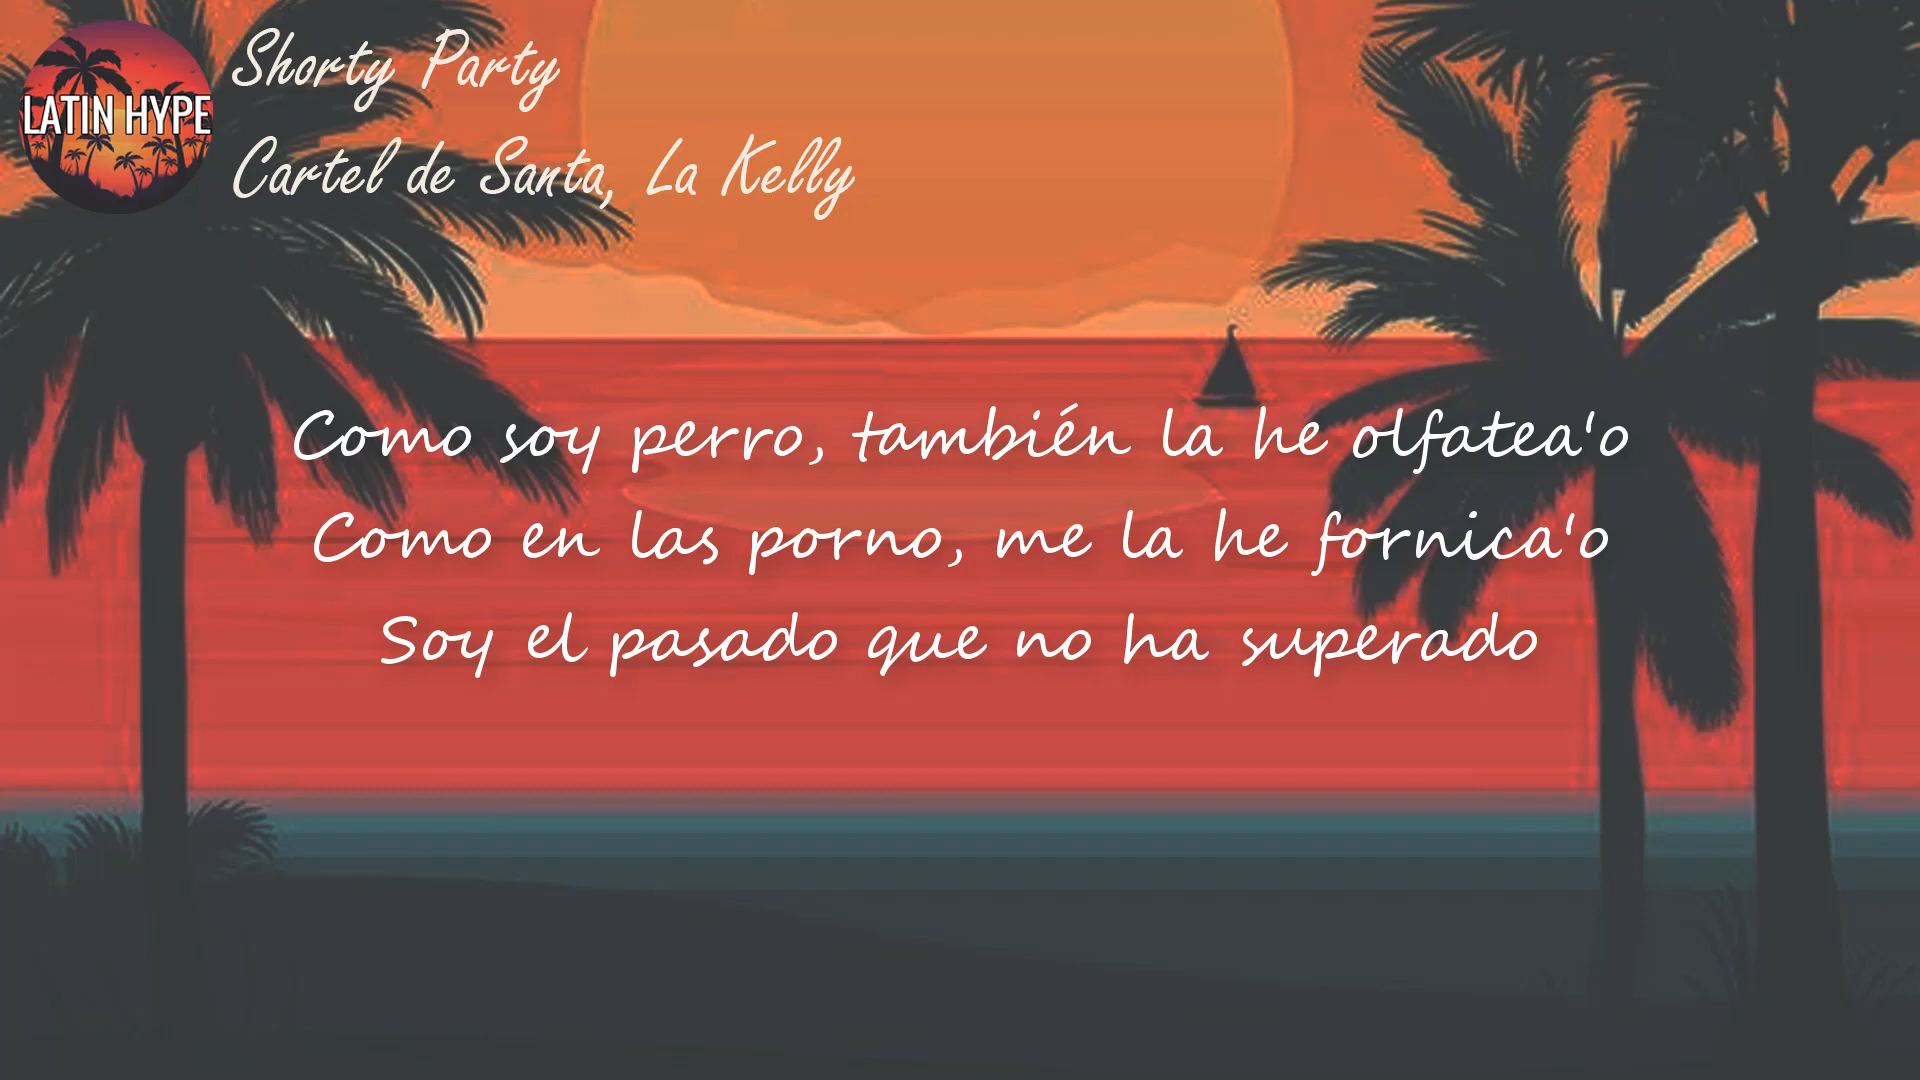 LATIN HYPE
Shorty Party
Cartel de Santa, La Kelly
Como soy perro, también la he olfatea'o
Como en las porno, me la he fornica'o
Soy el pasado que no ha superado